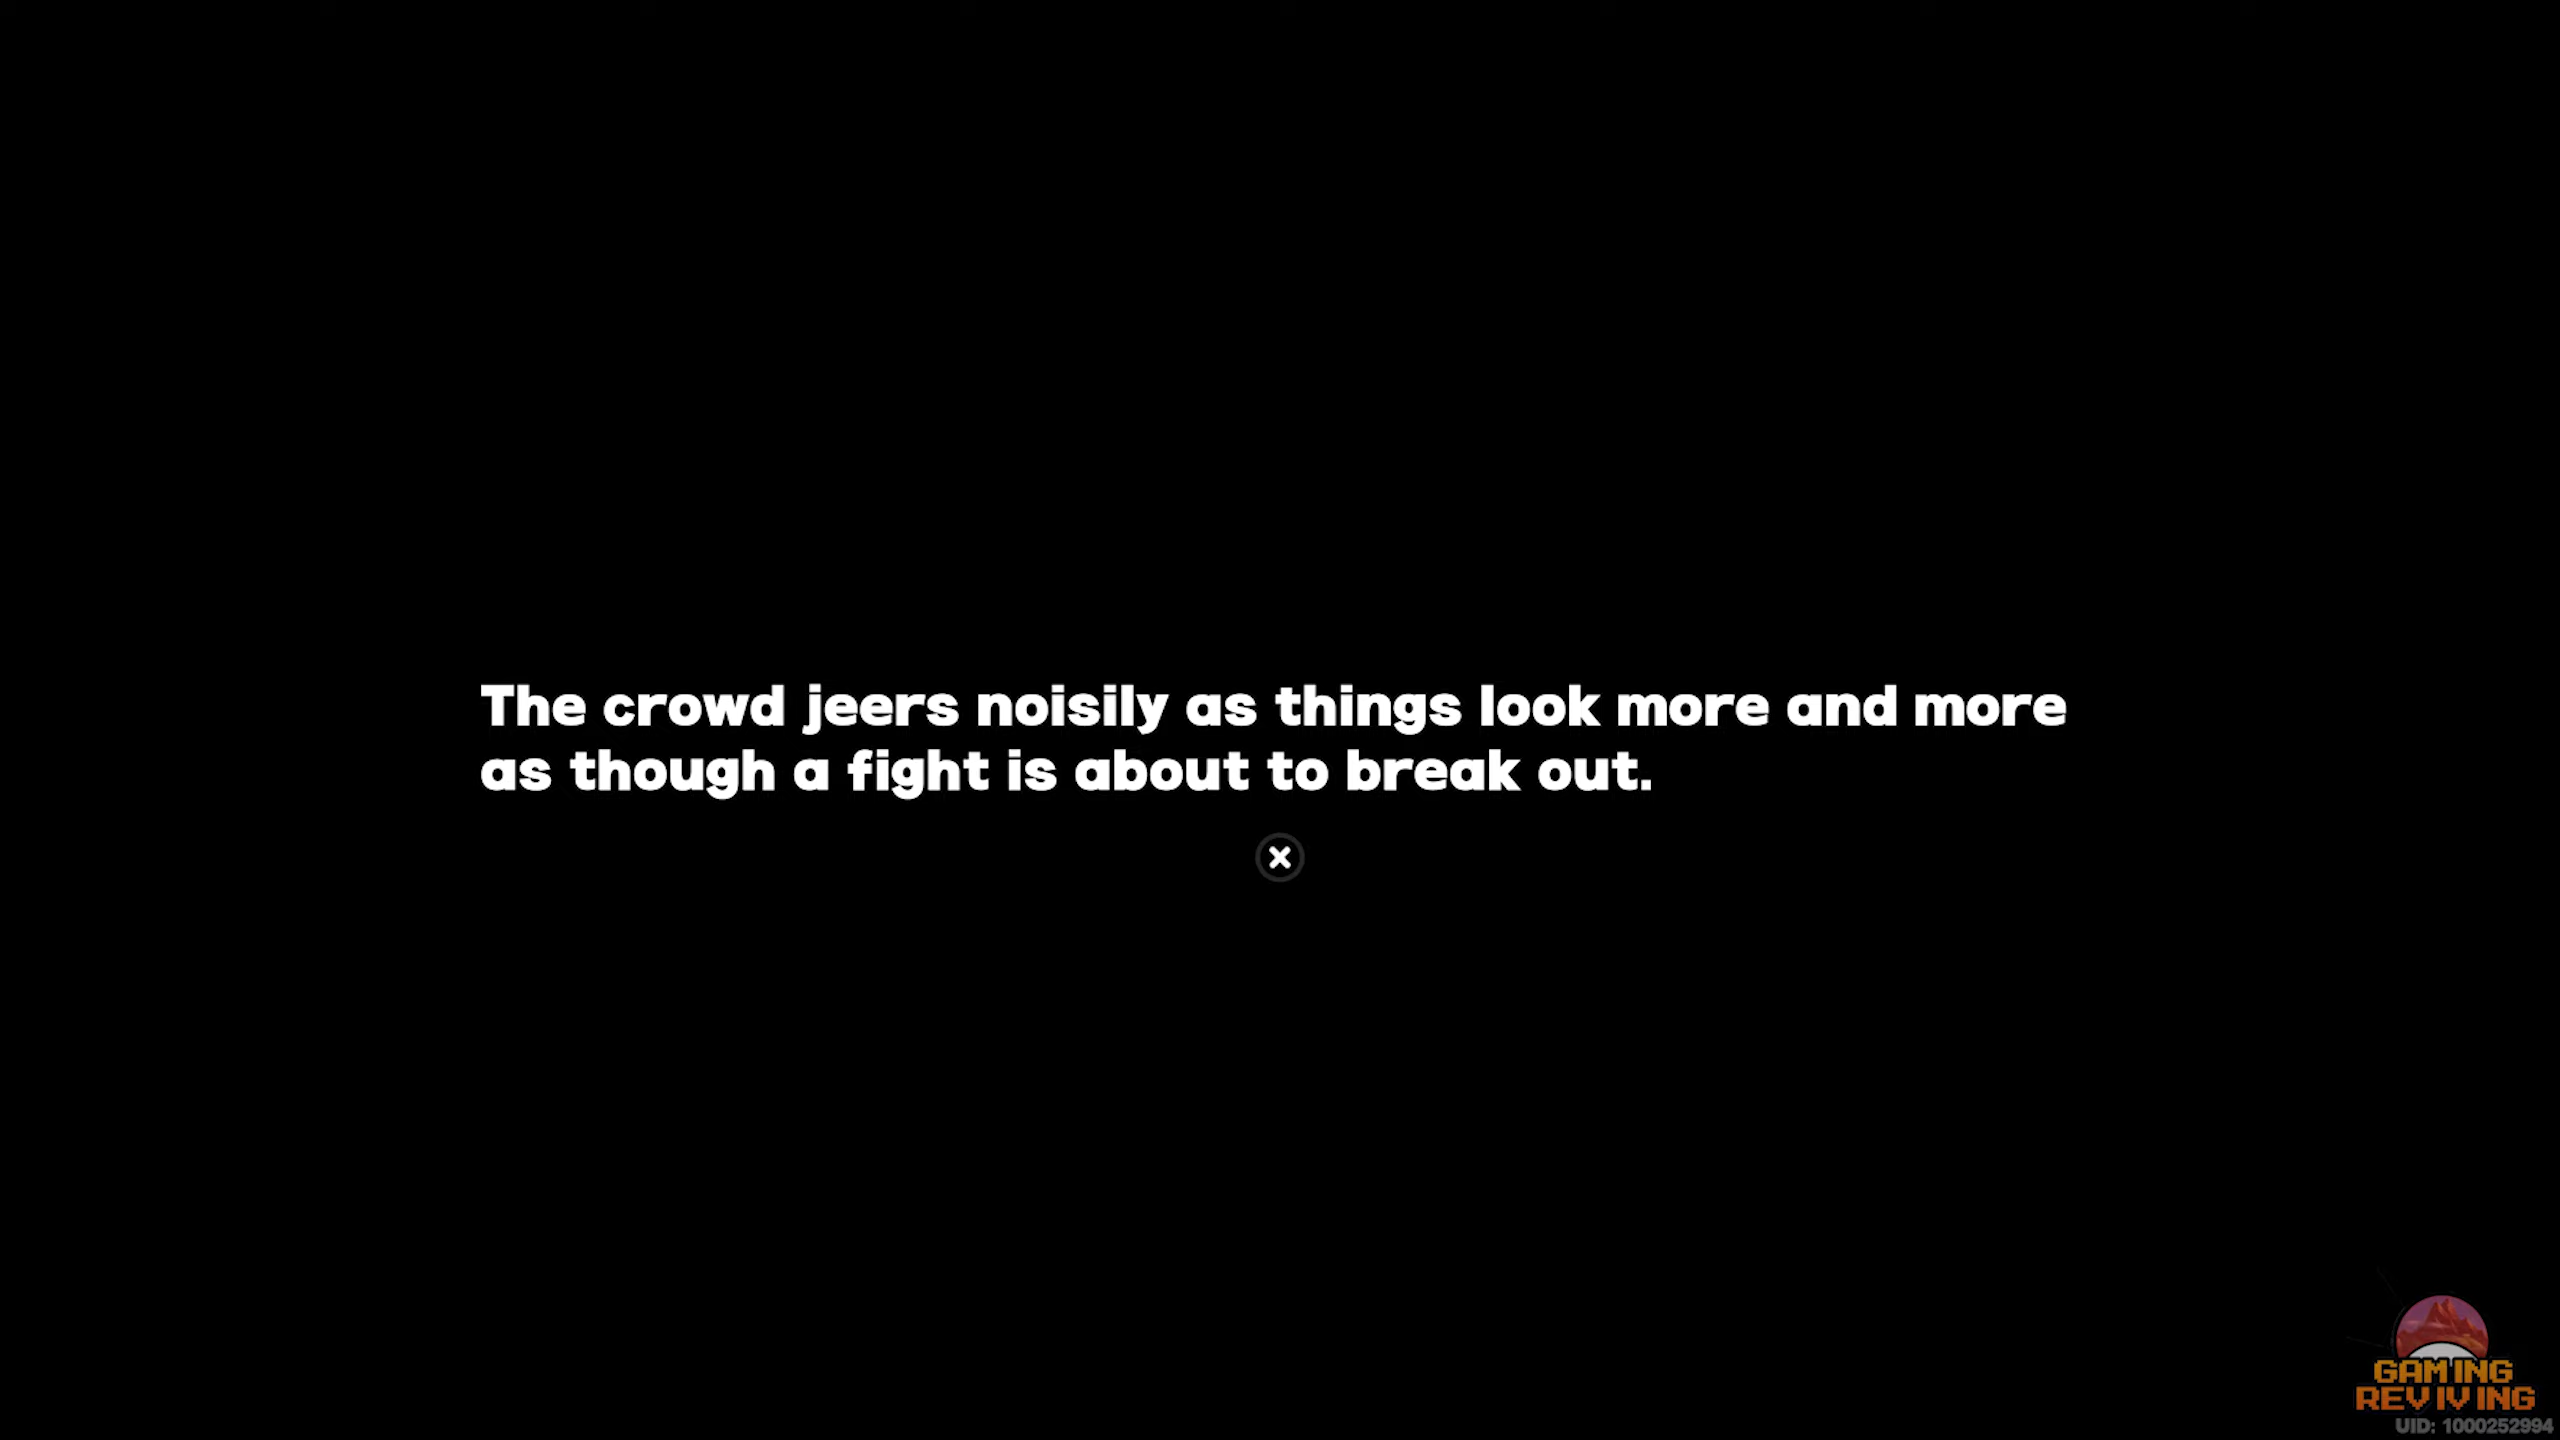 The crowd jeers noisily as things look more and more
as though a fight is about to break out.
GAMING
REVIVING
UID: 1000252994